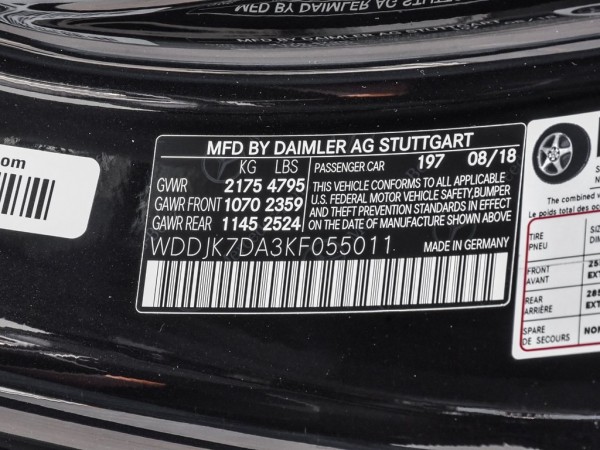 MFD BY DAIMLER AG STUTTGART
om
MFD BY DAIMLER AG STUTTGART
KG LBS
PASSENGER CAR 197 08/18
GVWR 2175 4795
GAWR FRONT 1070 2359
GAWR REAR 1145 2524
THIS VEHICLE CONFORMS TO ALL APPLICABLE
U.S. FEDERAL MOTOR VEHICLE SAFETY,BUMPER
AND THEFT PREVENTION STANDARDS IN EFFECT
ON THE DATE OF MANUFACTURE SHOWN ABOVE.
WDDJK7DA3KF055011
MADE IN GERMANY
The combined
Le poids total des
TIRE
PNEU
FRONT
AVANT
REAR
ARRIÈRE
SPARE
DE SECOURS